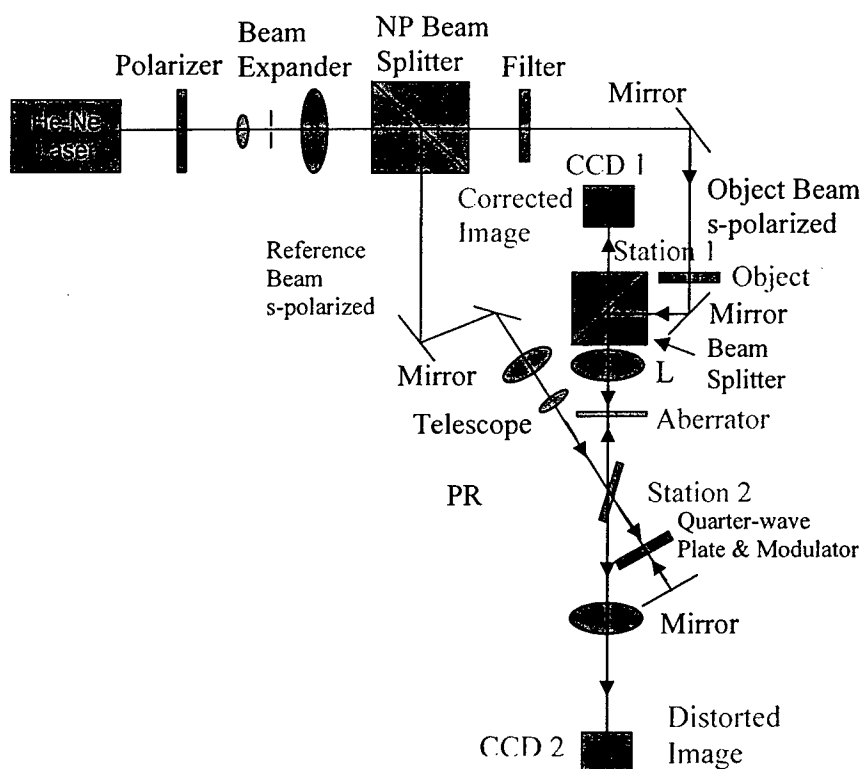 Beam
Expander
NP Beam
Splitter
Polarizer
Filter
Mirror
He-Ne
Laser
CCD 1
Corrected
Image
Object Beam
s-polarized
Station 1
Reference
Beam
s-polarized
Object
Mirror
Beam
Splitter
Mirror
L
Telescope
Aberrator
PR
Station 2
Quarter-wave
Plate & Modulator
Mirror
CCD 2
Distorted
Image